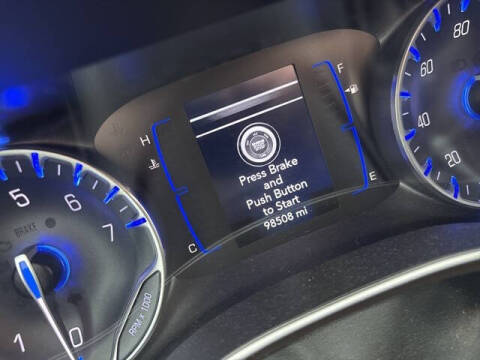 H
F
Press Brake
and
Push Button
to Start
98508 mi
C
E
5
6
7
BRAKE
1
0
RPM x 1000
80
60
40
20